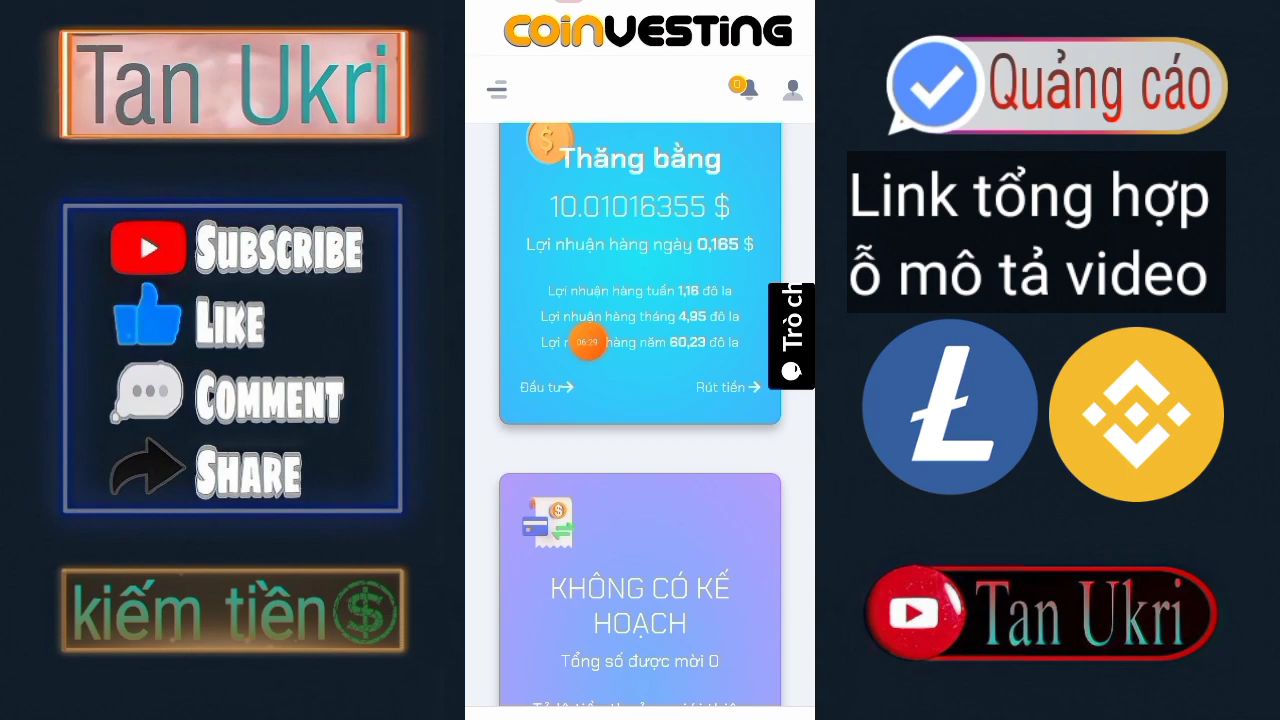 Tan Ukri
SUBSCRIBE
LIKE
COMMENT
SHARE
kiếm tiền
COINVESTING
0
$
Thăng bằng
10.01016355 $
Lợi nhuận hàng ngày 0,165 $
Lợi nhuận hàng tuần 1,16 đô la
Lợi nhuận hàng tháng 4,95 đô la
06:29
hàng năm 60,23 đô la
Đầu tư
Rút tiền
Trò ch
$
KHÔNG CÓ KẾ
HOẠCH
Tổng số được mời 0
Quảng cáo
Link tổng hợp
ỗ mô tả video
Tan Ukri